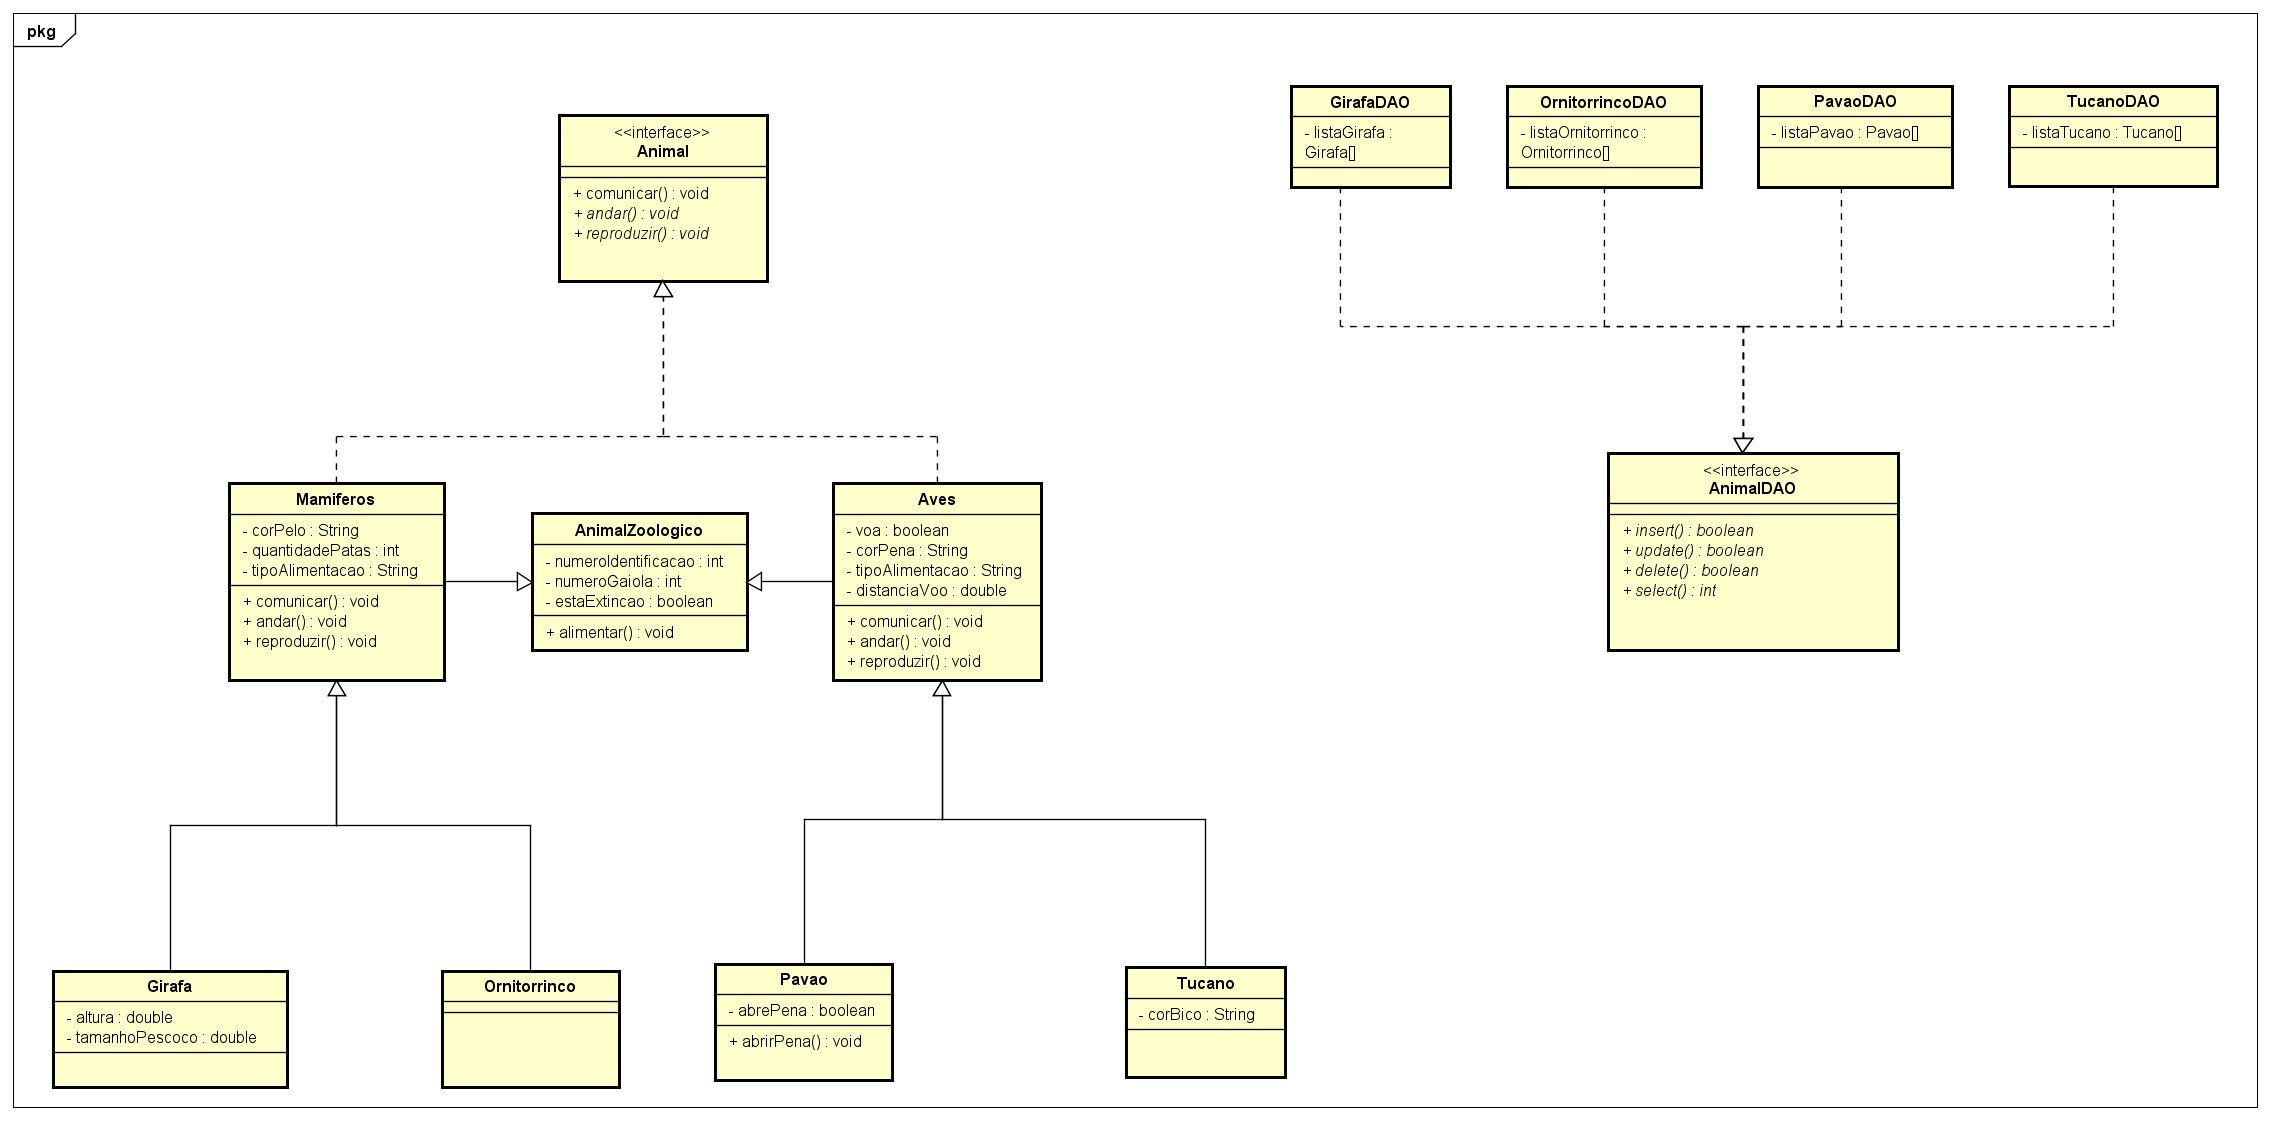 pkg
<<interface>>
Animal
+ comunicar() : void
+ andar() : void
+ reproduzir() : void
GirafaDAO
- listaGirafa :
Girafa[]
OrnitorrincoDAO
- listaOrnitorrinco :
Ornitorrinco[]
PavaoDAO
- listaPavao : Pavao[]
TucanoDAO
- listaTucano : Tucano[]
Mamiferos
- corPelo : String
- quantidadePatas : int
- tipoAlimentacao : String
+ comunicar() : void
+ andar() : void
+ reproduzir() : void
AnimalZoologico
- numeroIdentificacao : int
- numeroGaiola : int
- estaExtincao : boolean
+ alimentar() : void
Aves
- voa : boolean
- corPena : String
- tipoAlimentacao : String
- distanciaVoo : double
+ comunicar() : void
+ andar() : void
+ reproduzir() : void
<<interface>>
AnimalDAO
+ insert() : boolean
+ update() : boolean
+ delete() : boolean
+ select() : int
Girafa
- altura : double
- tamanhoPescoco : double
Ornitorrinco
Pavao
- abrePena : boolean
+ abrirPena() : void
Tucano
- corBico : String